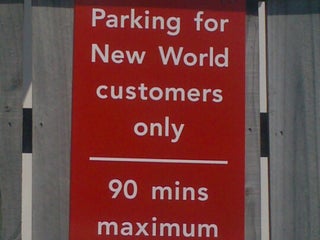 Parking for
New World
customers
only
90 mins
maximum